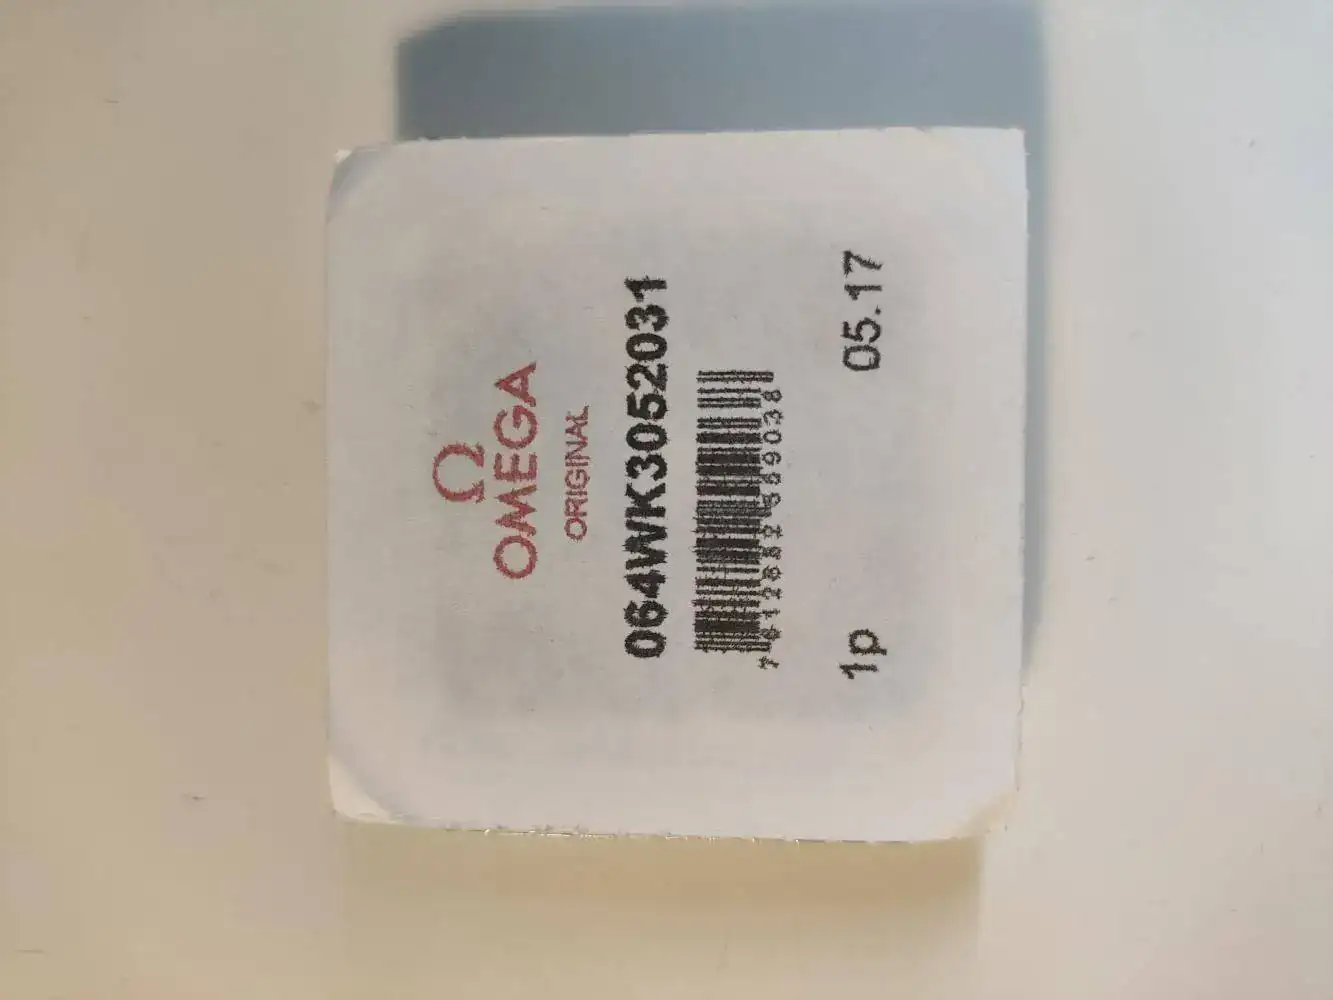 Ω
OMEGA
ORIGINAL
064WK3052031
1p 05.17